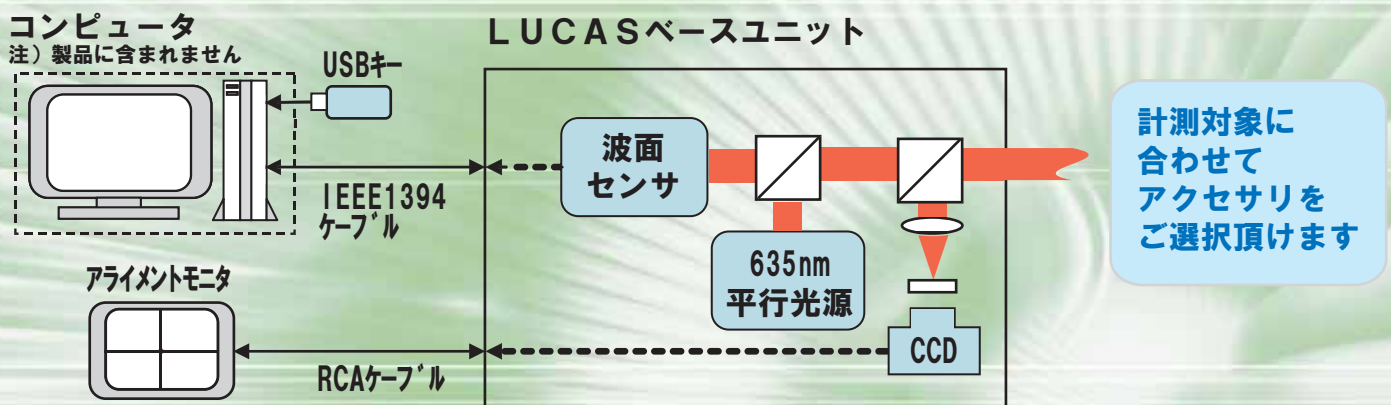 コンピュータ
注）製品に含まれません
USBキー
IEEE1394
ケーブル
アライメントモニタ
RCAケーブル
LUCASベースユニット
波面
センサ
635nm
平行光源
CCD
計測対象に
合わせて
アクセサリを
ご選択頂けます